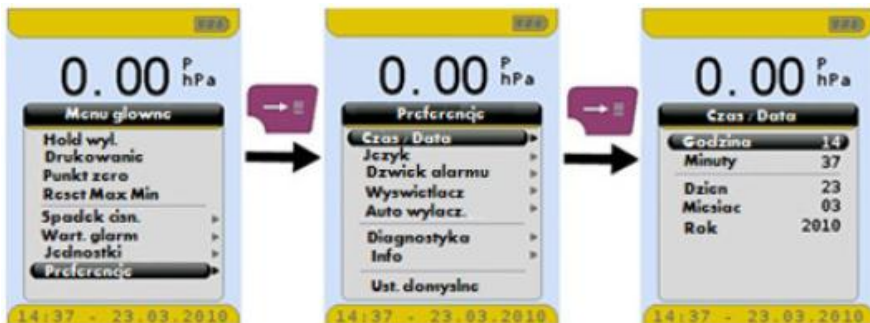 0.00 P hPa
Menu glowne
Hold wyl.
Drukowanie
Punkt zero
Reset Max Min
Spadek cisn.
Wart. glarm
Jednostki
Preferencje
14:37 - 23.03.2010
0.00 P hPa
Preferencje
Czas / Data
Jezyk
Dzwiek alarmu
Wyswietlacz
Auto wylacz.
Diagnostyka
Info
Ust. domyslne
14:37 - 23.03.2010
0.00 P hPa
Czas / Data
Godzina 14
Minuty 37
Dzien 23
Miesiac 03
Rok 2010
14:37 - 23.03.2010